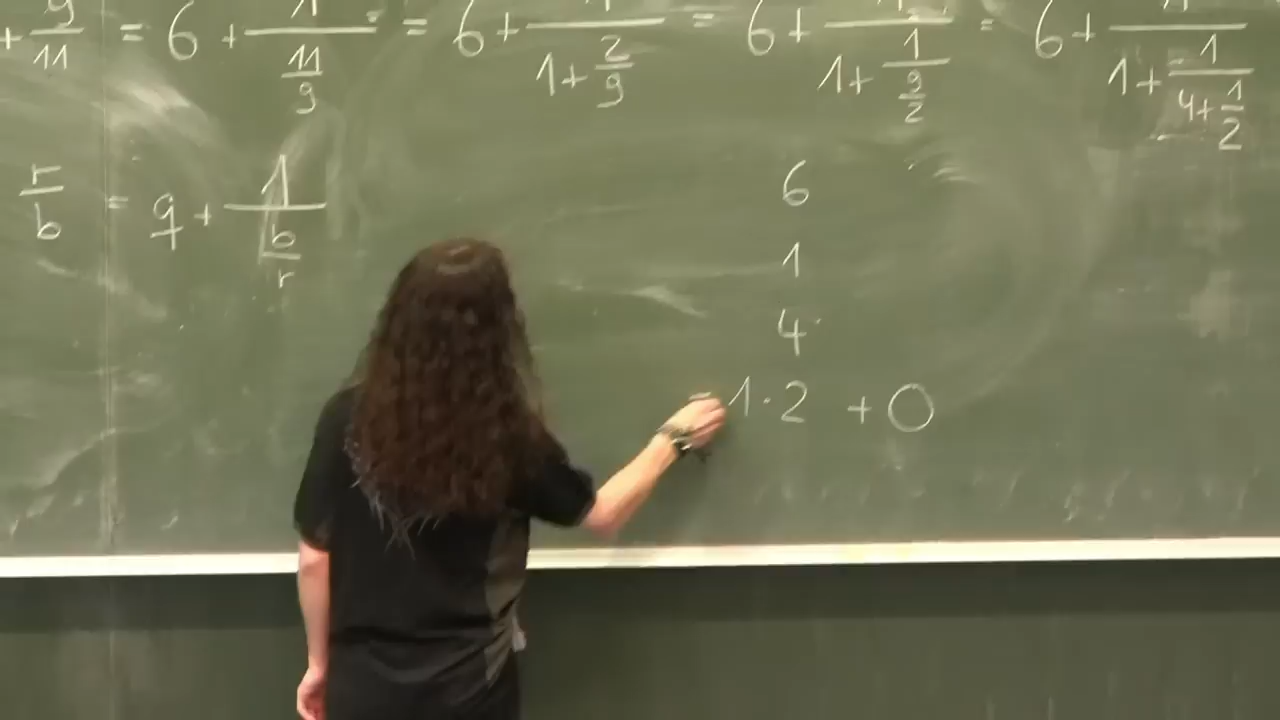 + 9/11 = 6 + 1/(11/9) = 6 + 1/(1 + 2/9) = 6 + 1/(1 + 1/(9/2)) = 6 + 1/(1 + 1/(4 + 1/2))
r/b = q + 1/(b/r)
6
1
4
1 · 2 + 0